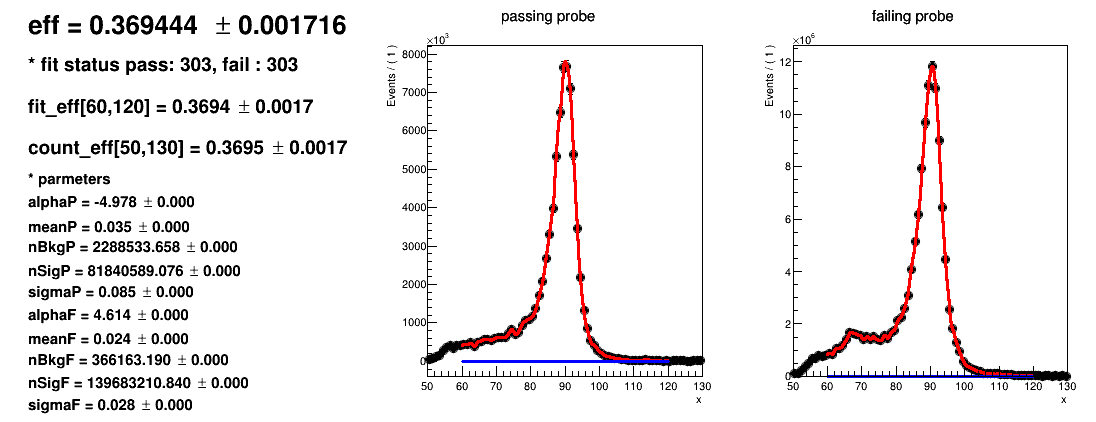 eff = 0.369444 ± 0.001716
* fit status pass: 303, fail : 303
fit_eff[60,120] = 0.3694 ± 0.0017
count_eff[50,130] = 0.3695 ± 0.0017
* parmeters
alphaP = -4.978 ± 0.000
meanP = 0.035 ± 0.000
nBkgP = 2288533.658 ± 0.000
nSigP = 81840589.076 ± 0.000
sigmaP = 0.085 ± 0.000
alphaF = 4.614 ± 0.000
meanF = 0.024 ± 0.000
nBkgF = 366163.190 ± 0.000
nSigF = 139683210.840 ± 0.000
sigmaF = 0.028 ± 0.000
passing probe
×10³
Events / ( 1 )
8000
7000
6000
5000
4000
3000
2000
1000
0
50 60 70 80 90 100 110 120 130
x
failing probe
×10⁶
Events / ( 1 )
12
10
8
6
4
2
0
50 60 70 80 90 100 110 120 130
x